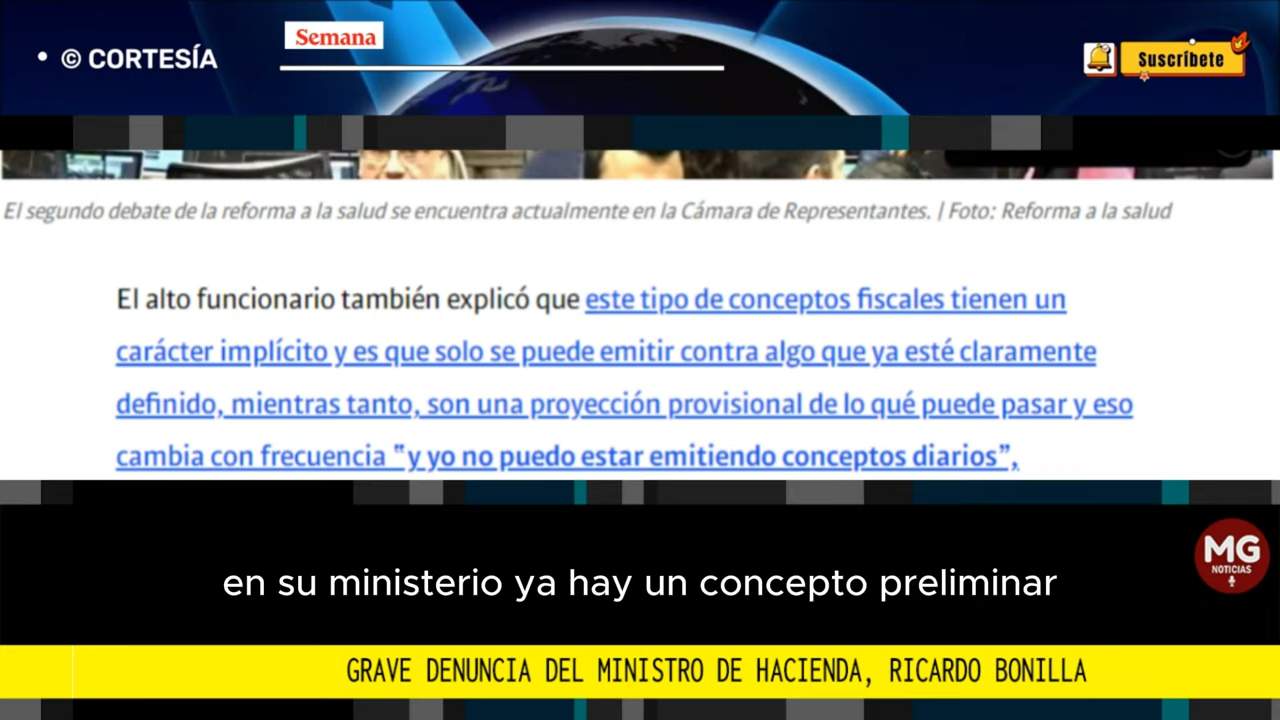 • © CORTESÍA
Semana
Suscríbete
El segundo debate de la reforma a la salud se encuentra actualmente en la Cámara de Representantes. | Foto: Reforma a la salud
El alto funcionario también explicó que este tipo de conceptos fiscales tienen un
carácter implícito y es que solo se puede emitir contra algo que ya esté claramente
definido, mientras tanto, son una proyección provisional de lo qué puede pasar y eso
cambia con frecuencia "y yo no puedo estar emitiendo conceptos diarios",
en su ministerio ya hay un concepto preliminar
MG
NOTICIAS
GRAVE DENUNCIA DEL MINISTRO DE HACIENDA, RICARDO BONILLA